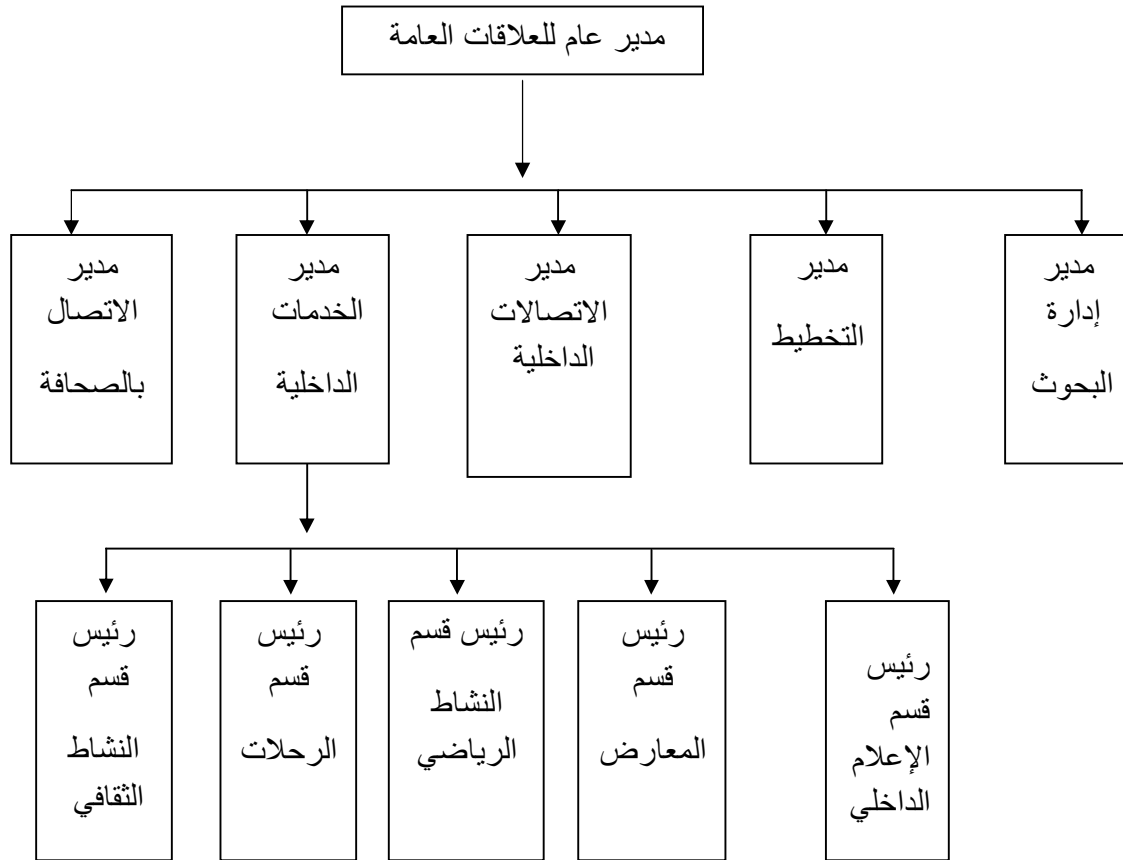 مدير عام للعلاقات العامة
مدير
إدارة
البحوث
مدير
التخطيط
مدير
الاتصالات
الداخلية
مدير
الخدمات
الداخلية
مدير
الاتصال
بالصحافة
رئيس
قسم
الإعلام
الداخلي
رئيس
قسم
المعارض
رئيس قسم
النشاط
الرياضي
رئيس
قسم
الرحلات
رئيس
قسم
النشاط
الثقافي